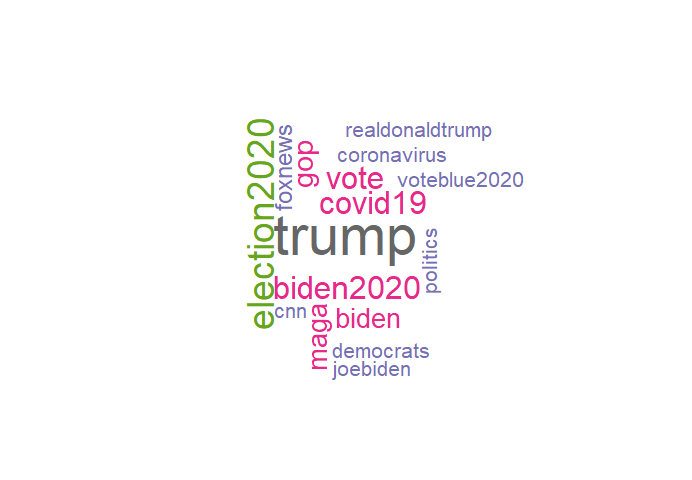 realdonaldtrump
coronavirus
vote
voteblue2020
covid19
gop
foxnews
election2020
trump
politics
biden2020
cnn
maga
biden
democrats
joebiden